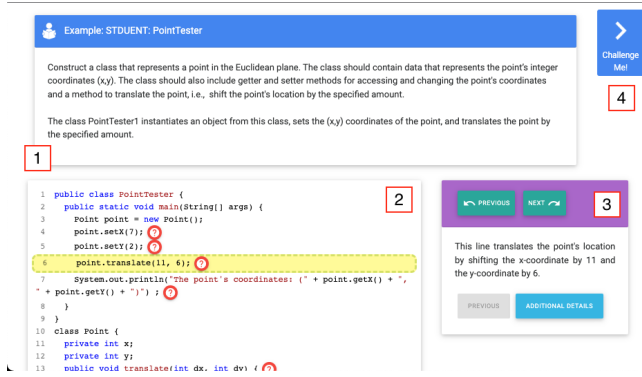 Example: STDUENT: PointTester
Challenge
Me!
4
Construct a class that represents a point in the Euclidean plane. The class should contain data that represents the point's integer
coordinates (x,y). The class should also include getter and setter methods for accessing and changing the point's coordinates
and a method to translate the point, i.e., shift the point's location by the specified amount.
The class PointTester1 instantiates an object from this class, sets the (x,y) coordinates of the point, and translates the point by
the specified amount.
1
2
1 public class PointTester {
2 public static void main(String[] args) {
3 Point point = new Point();
4 point.setX(7); ?
5 point.setY(2); ?
6 point.translate(11, 6); ?
7 System.out.println("The point's coordinates: (" + point.getX() + ",
" + point.getY() + ")") ; ?
8 }
9 }
10 class Point {
11 private int x;
12 private int y;
13 public void translate(int dx, int dy) { ?
PREVIOUS NEXT 3
This line translates the point's location
by shifting the x-coordinate by 11 and
the y-coordinate by 6.
PREVIOUS ADDITIONAL DETAILS